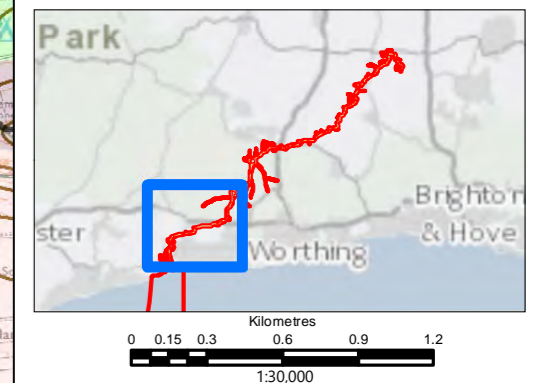 Park
Brighton
ster
& Hove
Worthing
Kilometres
0 0.15 0.3 0.6 0.9 1.2
1:30,000